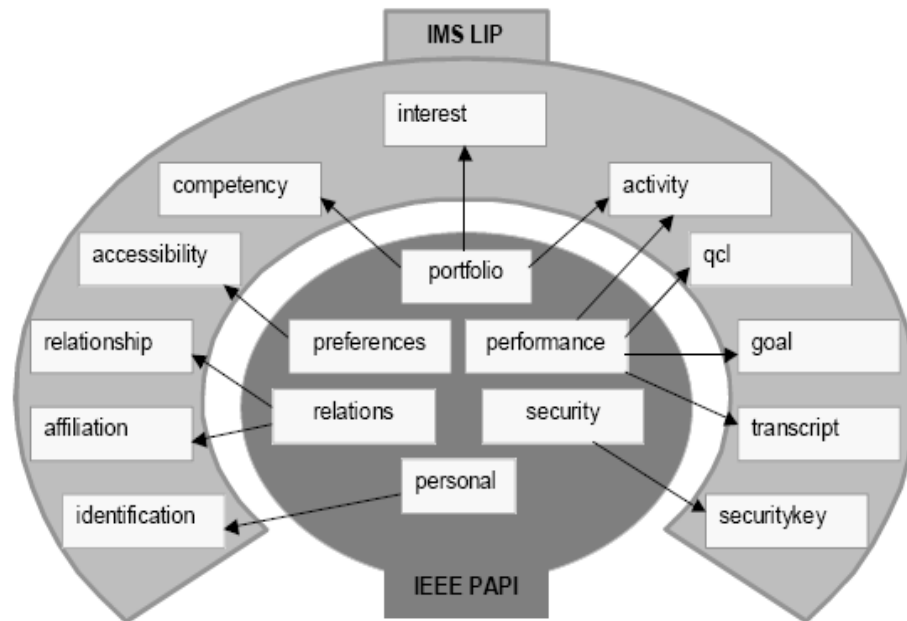 IMS LIP
interest
competency
activity
accessibility
portfolio
qcl
relationship
preferences
performance
goal
affiliation
relations
security
transcript
identification
personal
securitykey
IEEE PAPI